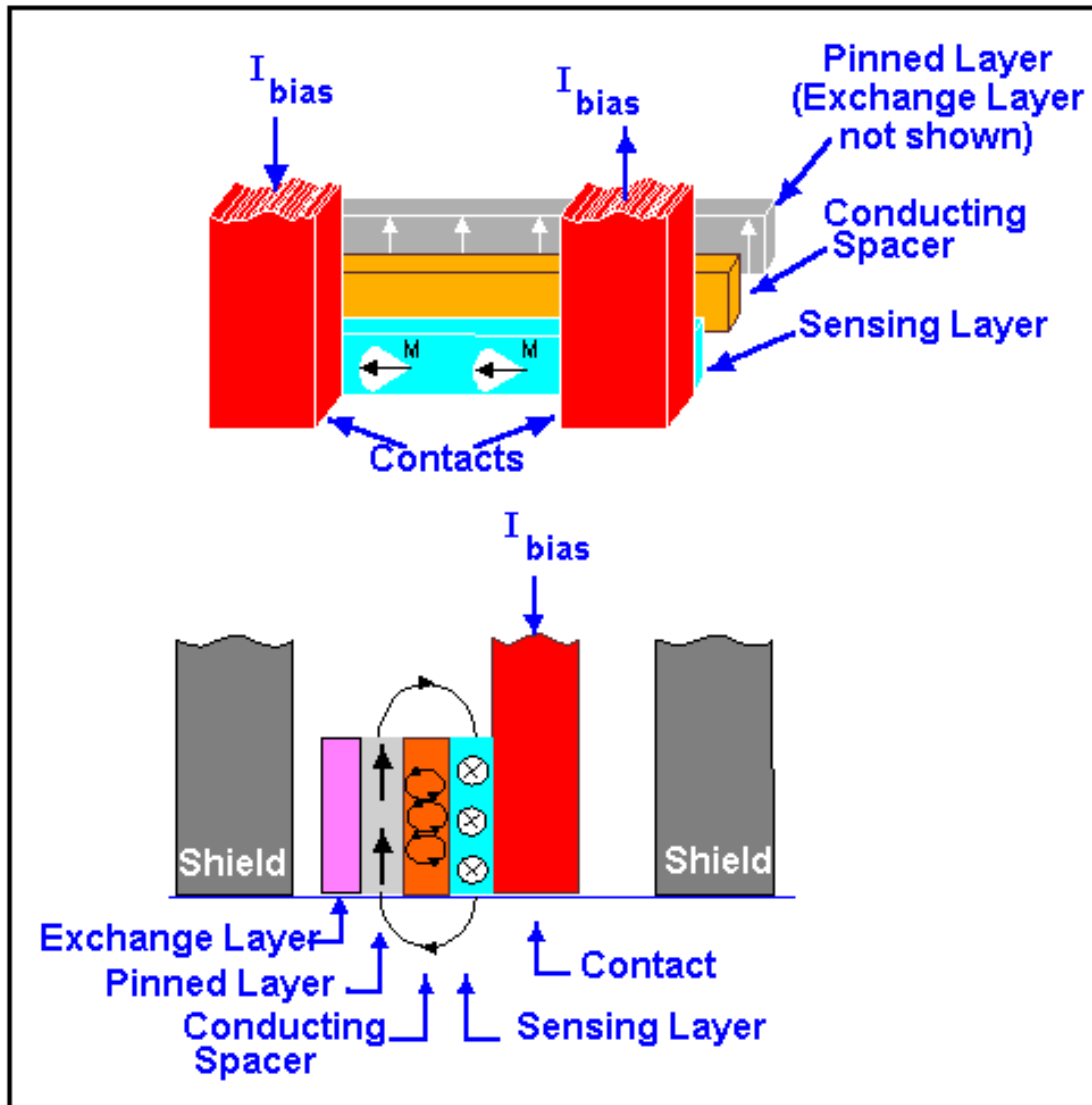 I bias
I bias
Pinned Layer
(Exchange Layer
not shown)
Conducting
Spacer
Sensing Layer
M
M
Contacts
I bias
Shield
Shield
Exchange Layer
Pinned Layer
Conducting
Spacer
Sensing Layer
Contact